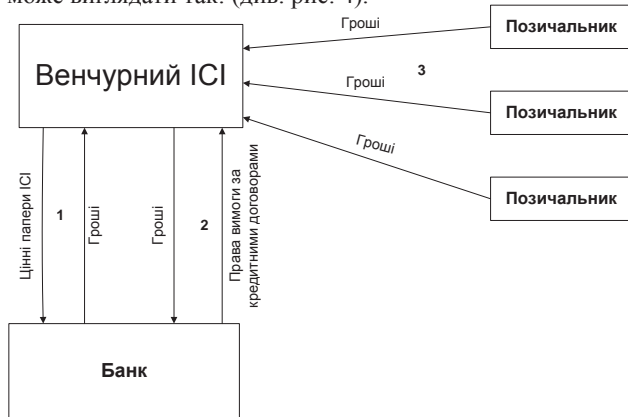 може виглядати так: (див. рис. 4).
Гроші
Позичальник
Венчурний ІСІ
3
Гроші
Позичальник
Гроші
Позичальник
Цінні папери ІСІ
1
Гроші
Гроші
2
Права вимоги за
кредитними договорами
Банк